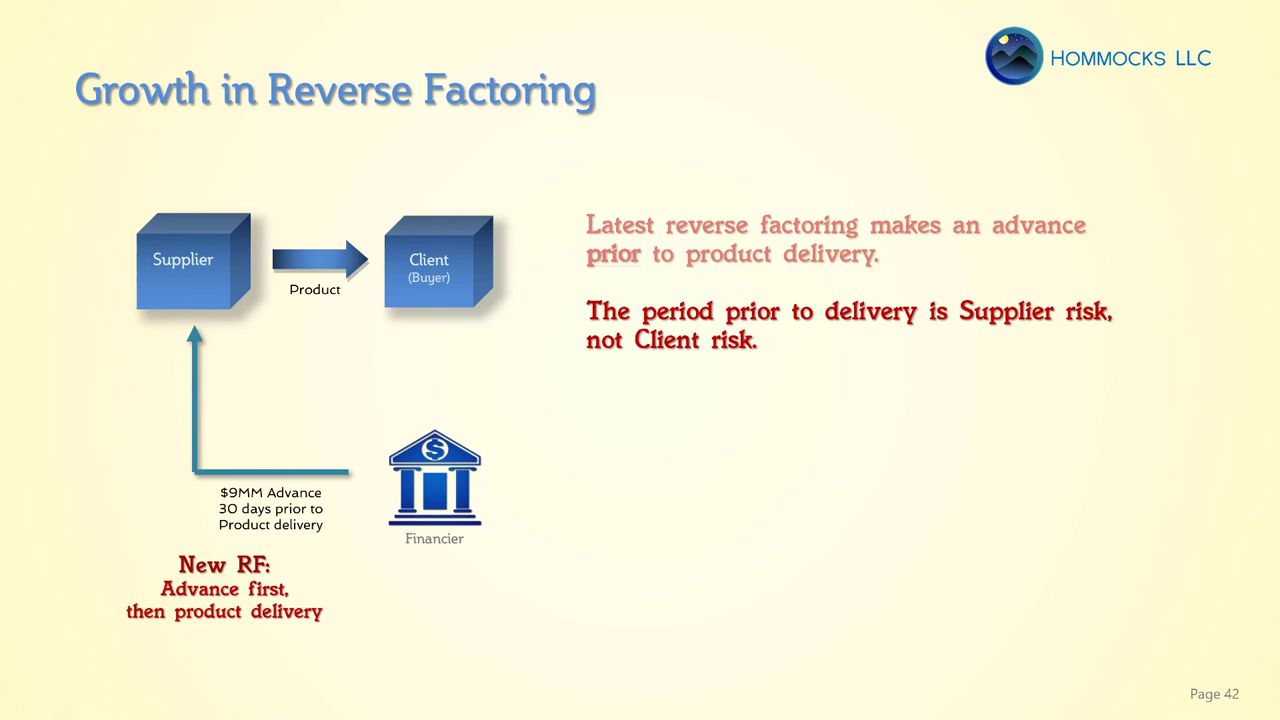 HOMMOCKS LLC
Growth in Reverse Factoring
Supplier
Product
Client
(Buyer)
Latest reverse factoring makes an advance
prior to product delivery.
The period prior to delivery is Supplier risk,
not Client risk.
$
$9MM Advance
30 days prior to
Product delivery
Financier
New RF:
Advance first,
then product delivery
Page 42